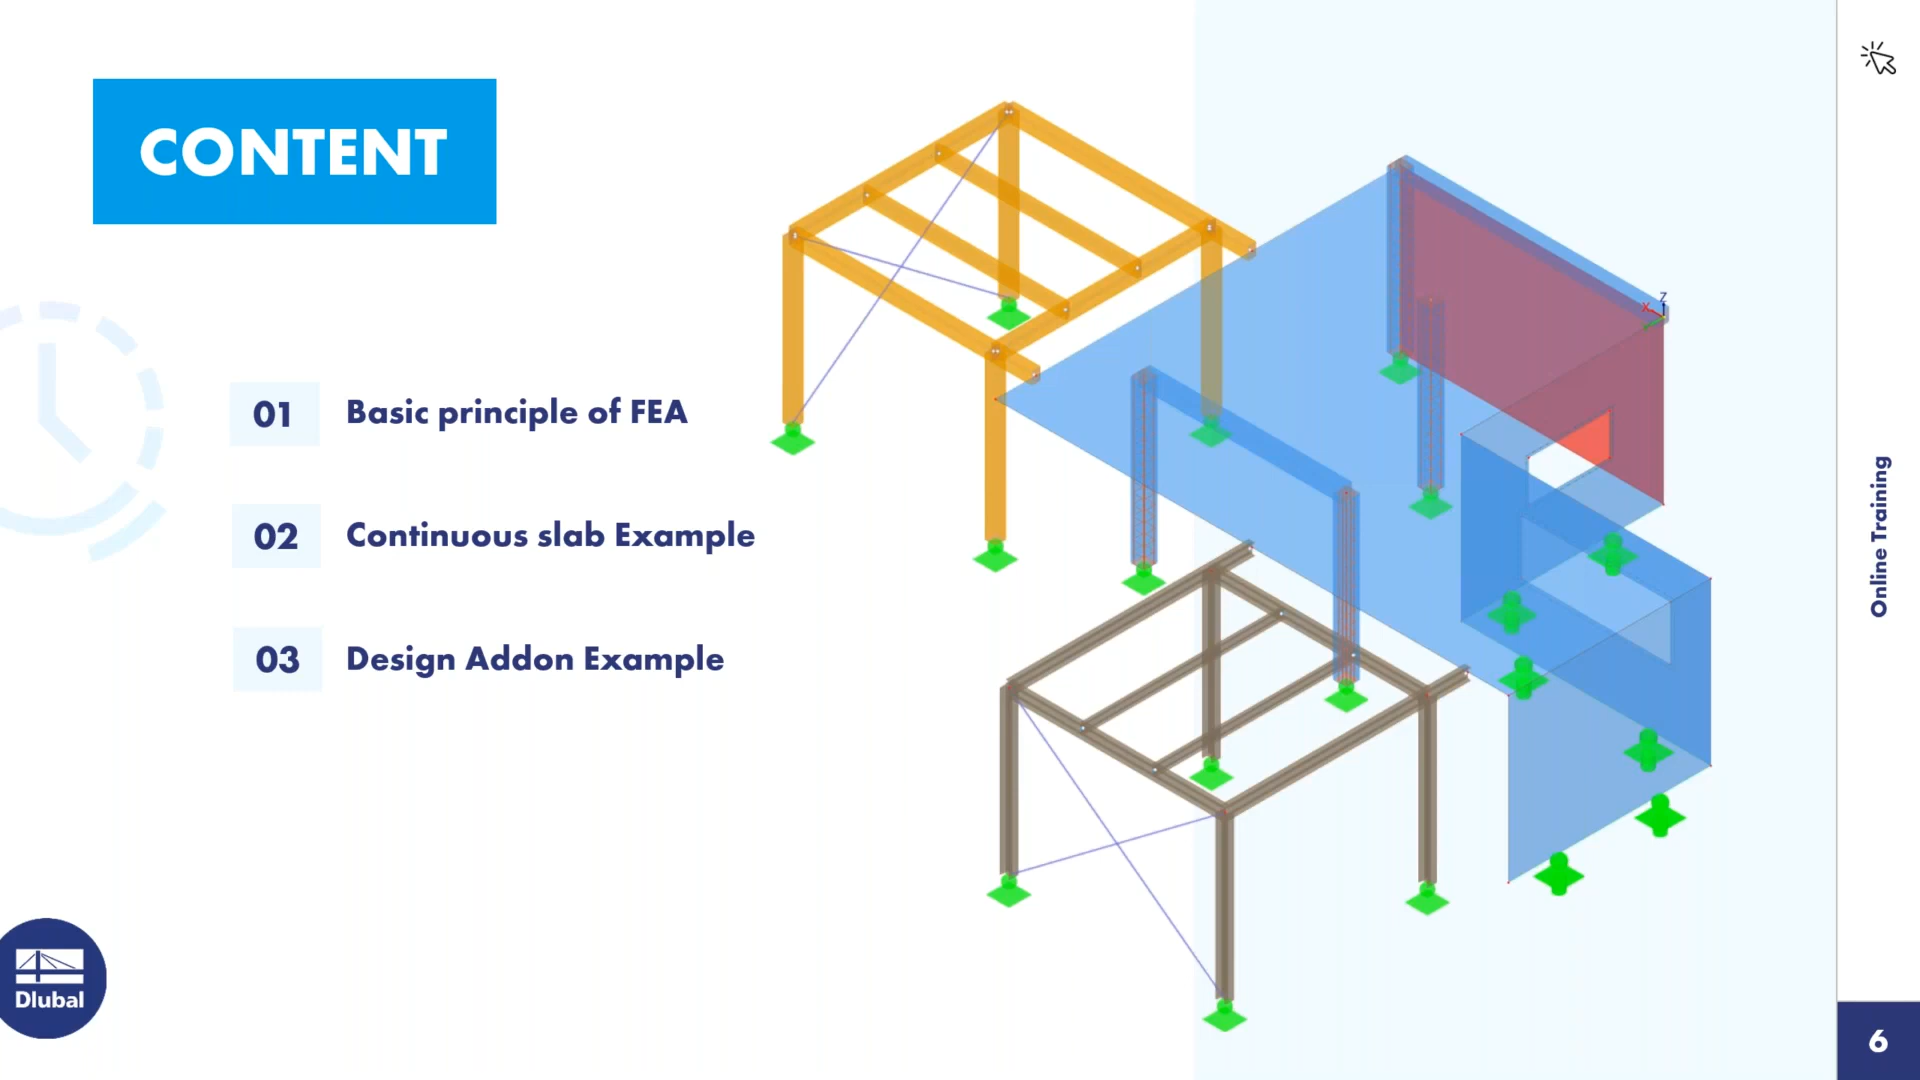 CONTENT
01 Basic principle of FEA
02 Continuous slab Example
03 Design Addon Example
X
Z
Online Training
Dlubal
6